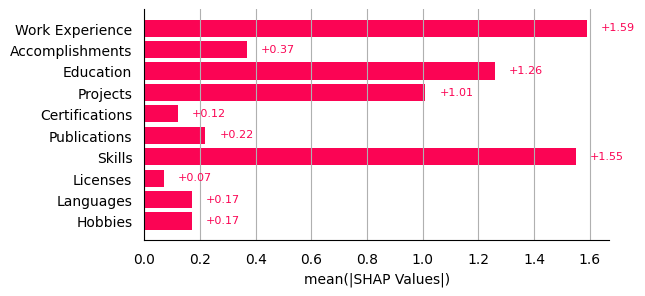 Work Experience +1.59
Accomplishments +0.37
Education +1.26
Projects +1.01
Certifications +0.12
Publications +0.22
Skills +1.55
Licenses +0.07
Languages +0.17
Hobbies +0.17
0.0 0.2 0.4 0.6 0.8 1.0 1.2 1.4 1.6
mean(|SHAP Values|)